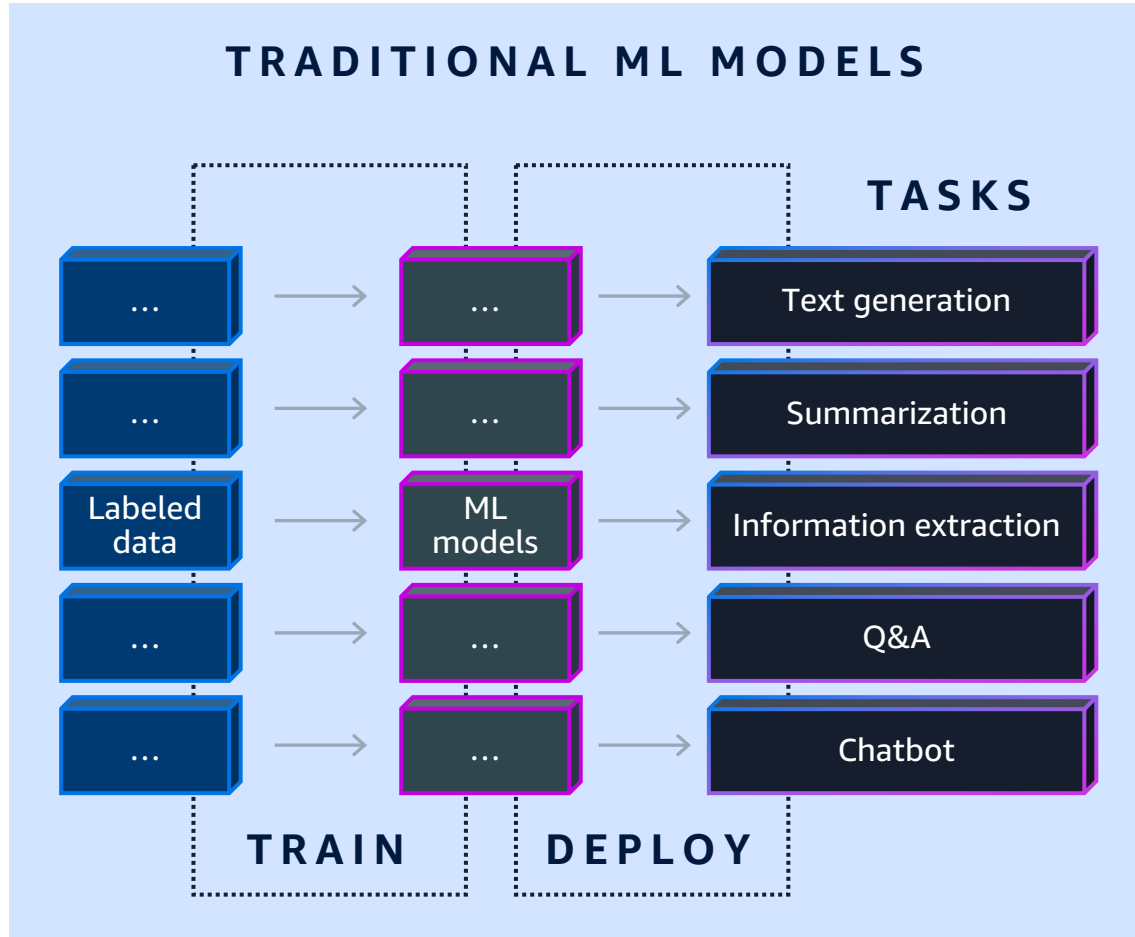 TRADITIONAL ML MODELS
TASKS
...
...
Text generation
...
...
Summarization
Labeled
data
ML
models
Information extraction
...
...
Q&A
...
...
Chatbot
TRAIN
DEPLOY